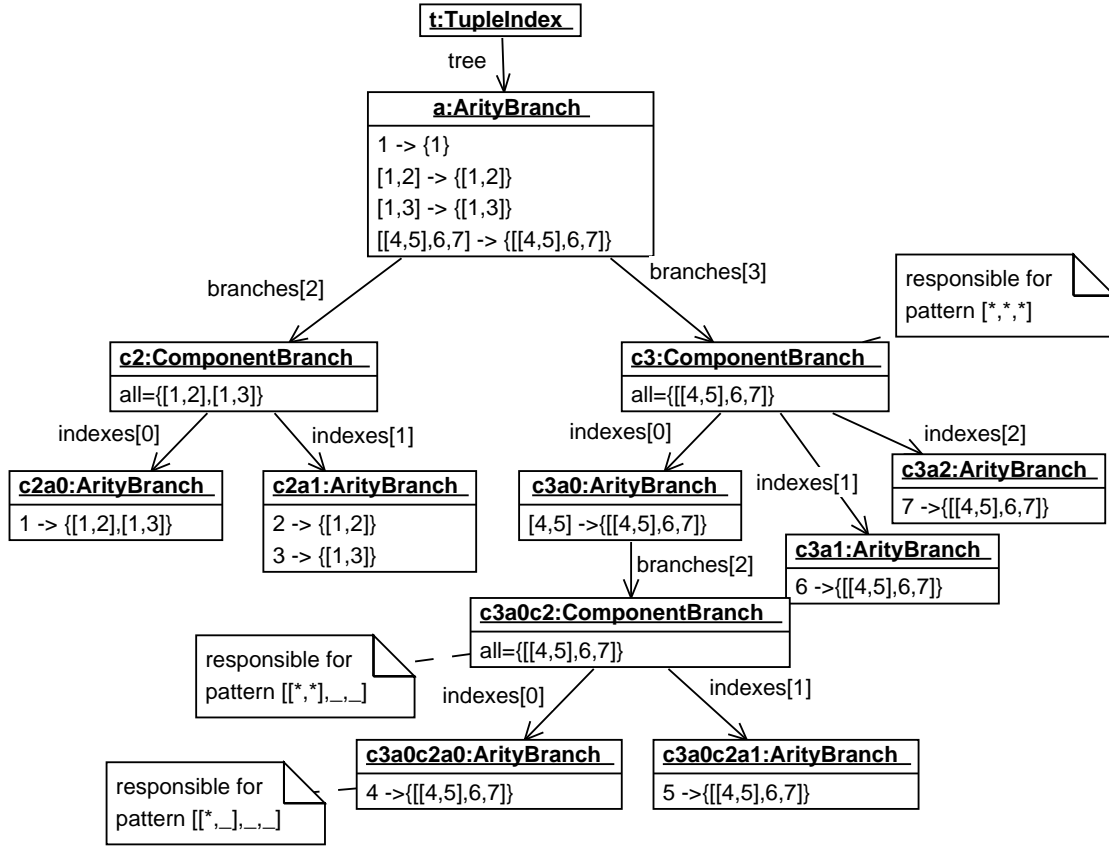 t:TupleIndex
tree
a:ArityBranch
1 -> {1}
[1,2] -> {[1,2]}
[1,3] -> {[1,3]}
[[4,5],6,7] -> {[[4,5],6,7]}
branches[2]
branches[3]
responsible for
pattern [*,*,*]
c2:ComponentBranch
all={[1,2],[1,3]}
c3:ComponentBranch
all={[[4,5],6,7]}
indexes[0]
indexes[1]
indexes[0]
indexes[1]
indexes[2]
c2a0:ArityBranch
1 -> {[1,2],[1,3]}
c2a1:ArityBranch
2 -> {[1,2]}
3 -> {[1,3]}
c3a0:ArityBranch
[4,5] ->{[[4,5],6,7]}
c3a2:ArityBranch
7 ->{[[4,5],6,7]}
c3a1:ArityBranch
6 ->{[[4,5],6,7]}
branches[2]
c3a0c2:ComponentBranch
all={[[4,5],6,7]}
responsible for
pattern [[*,*],_,_]
indexes[0]
indexes[1]
c3a0c2a0:ArityBranch
4 ->{[[4,5],6,7]}
c3a0c2a1:ArityBranch
5 ->{[[4,5],6,7]}
responsible for
pattern [[*,_],_,_]